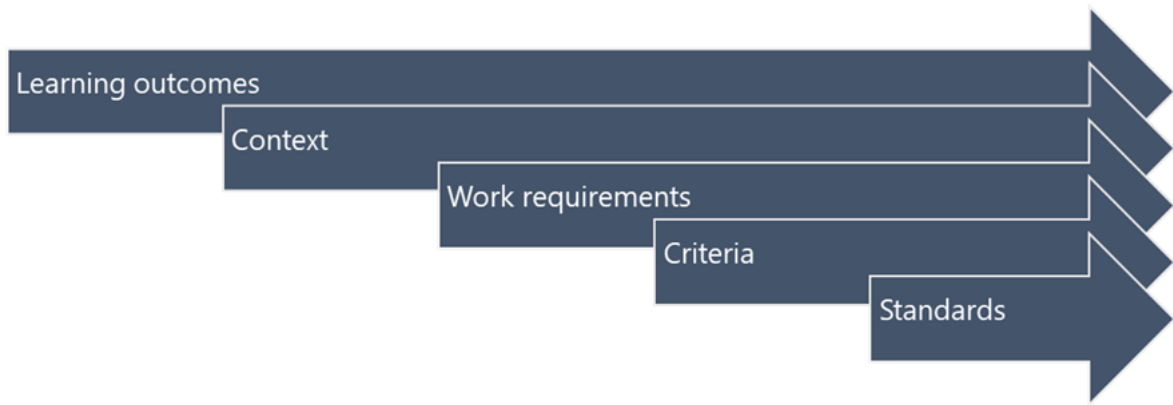 Learning outcomes
Context
Work requirements
Criteria
Standards